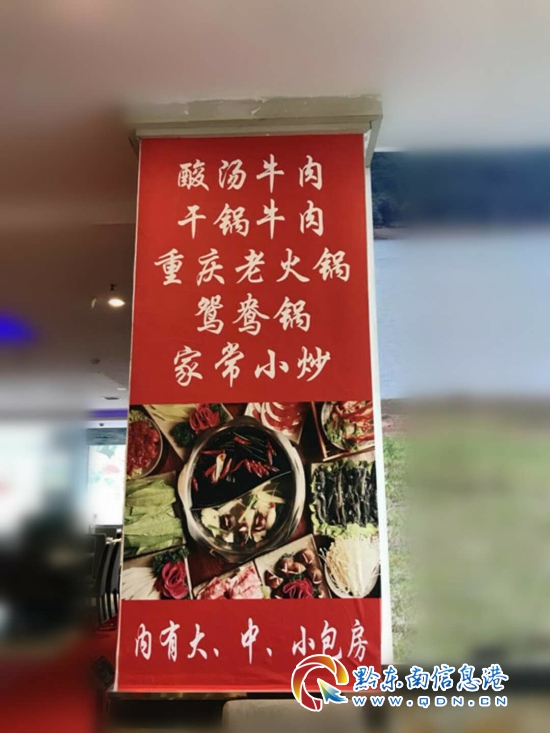 酸汤牛肉
干锅牛肉
重庆老火锅
鸳鸯锅
家常小炒
内有大、中、小包房
黔东南信息港
www.QDN.CN